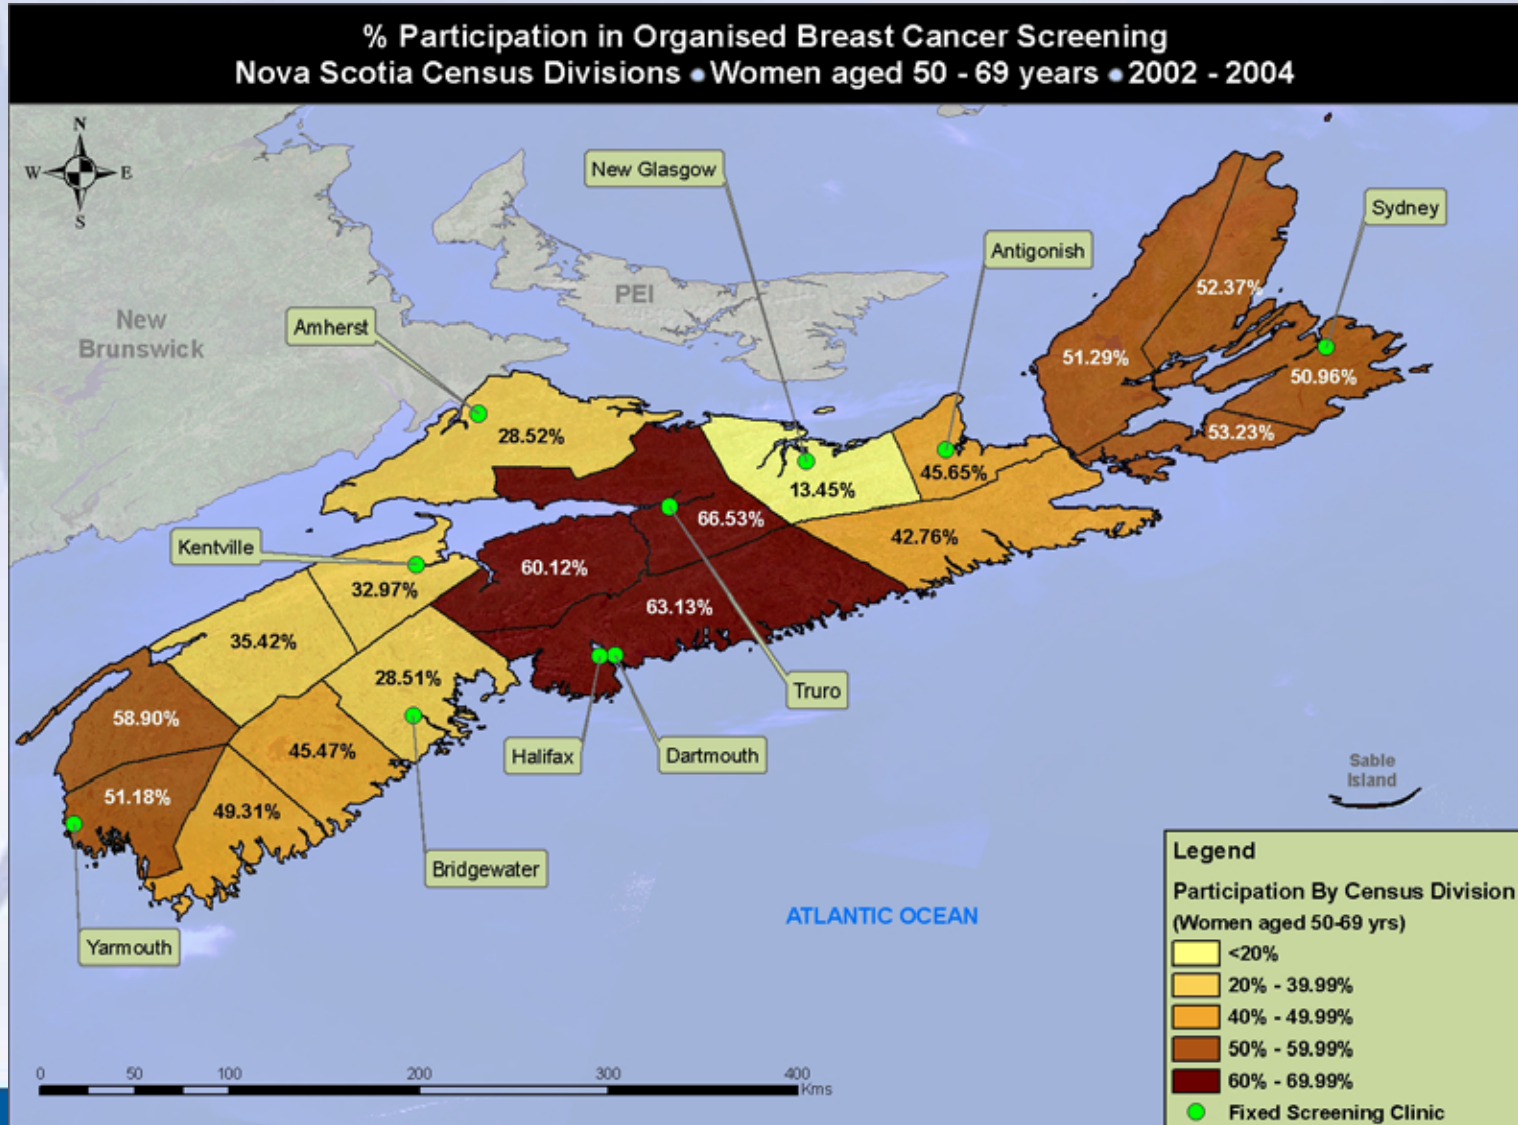 % Participation in Organised Breast Cancer Screening
Nova Scotia Census Divisions • Women aged 50 - 69 years • 2002 - 2004
N
W E
S
New Glasgow
Sydney
Antigonish
PEI
New
Brunswick
Amherst
52.37%
51.29%
50.96%
53.23%
28.52%
13.45%
45.65%
66.53%
42.76%
Kentville
60.12%
32.97%
63.13%
35.42%
28.51%
Truro
58.90%
45.47%
Halifax
Dartmouth
51.18%
49.31%
Sable
Island
Bridgewater
Yarmouth
ATLANTIC OCEAN
Legend
Participation By Census Division
(Women aged 50-69 yrs)
<20%
20% - 39.99%
40% - 49.99%
50% - 59.99%
60% - 69.99%
Fixed Screening Clinic
0 50 100 200 300 400
Kms